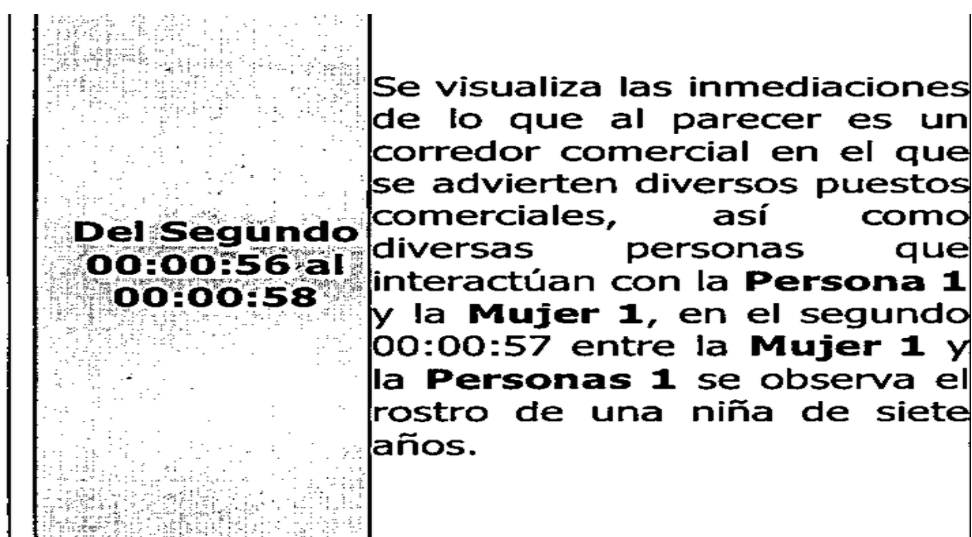 Del Segundo
00:00:56 al
00:00:58
Se visualiza las inmediaciones
de lo que al parecer es un
corredor comercial en el que
se advierten diversos puestos
comerciales, así como
diversas personas que
interactúan con la Persona 1
y la Mujer 1, en el segundo
00:00:57 entre la Mujer 1 y
la Personas 1 se observa el
rostro de una niña de siete
años.